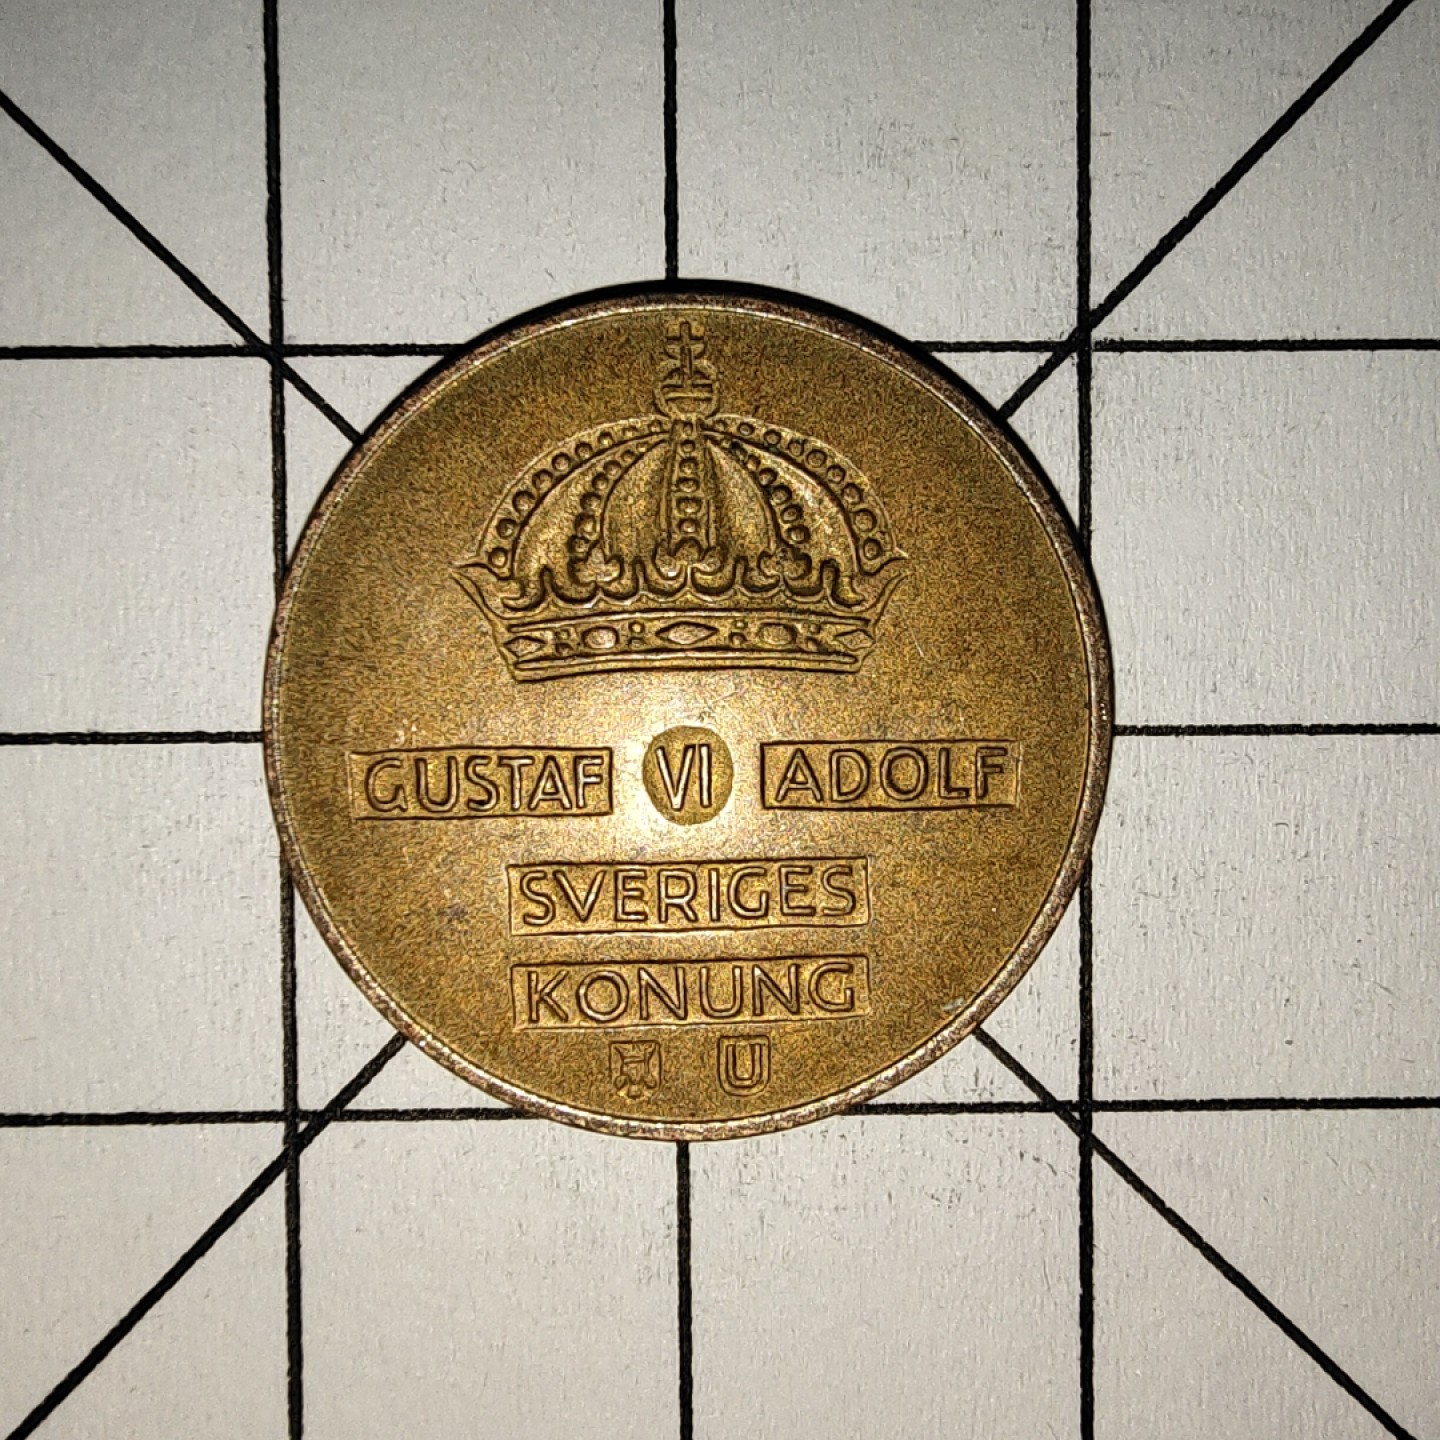 GUSTAF VI ADOLF
SVERIGES
KONUNG
U